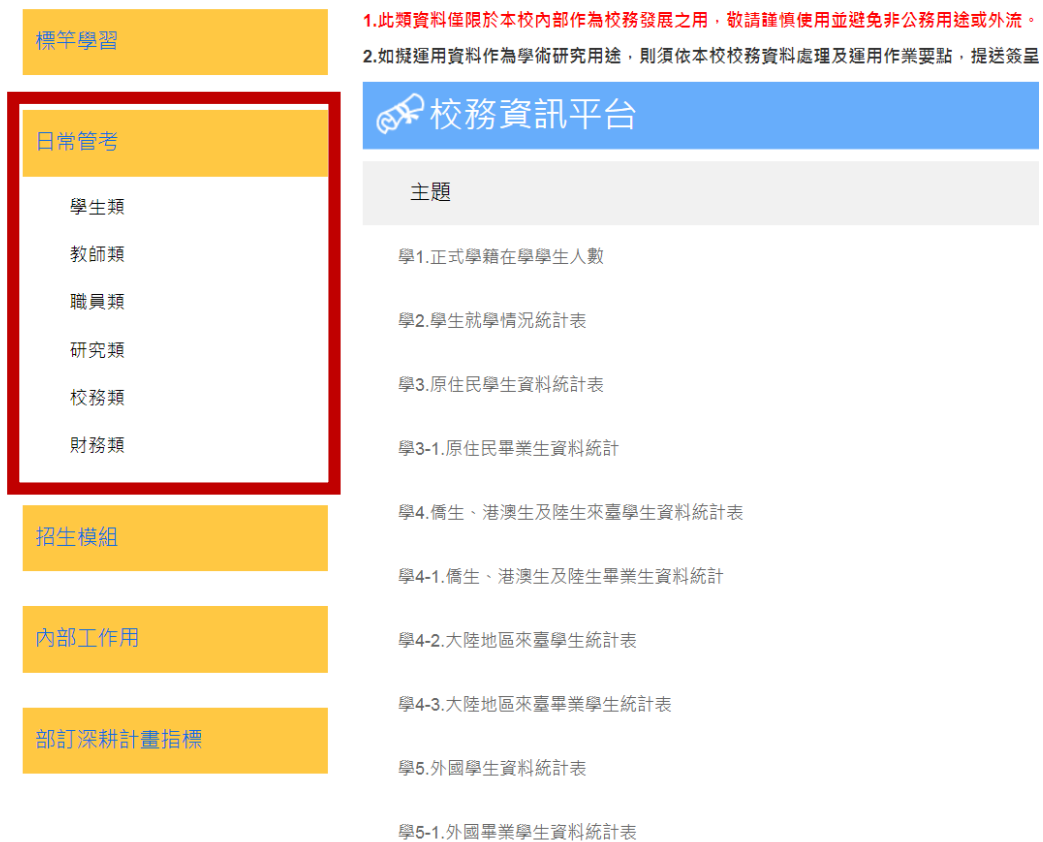 標竿學習
日常管考
學生類
教師類
職員類
研究類
校務類
財務類
招生模組
內部工作用
部訂深耕計畫指標
1.此類資料僅限於本校內部作為校務發展之用，敬請謹慎使用並避免非公務用途或外流。
2.如擬運用資料作為學術研究用途，則須依本校校務資料處理及運用作業要點，提送簽呈
校務資訊平台
主題
學1.正式學籍在學學生人數
學2.學生就學情況統計表
學3.原住民學生資料統計表
學3-1.原住民畢業生資料統計
學4.僑生、港澳生及陸生來臺學生資料統計表
學4-1.僑生、港澳生及陸生畢業生資料統計
學4-2.大陸地區來臺學生統計表
學4-3.大陸地區來臺畢業學生統計表
學5.外國學生資料統計表
學5-1.外國畢業學生資料統計表